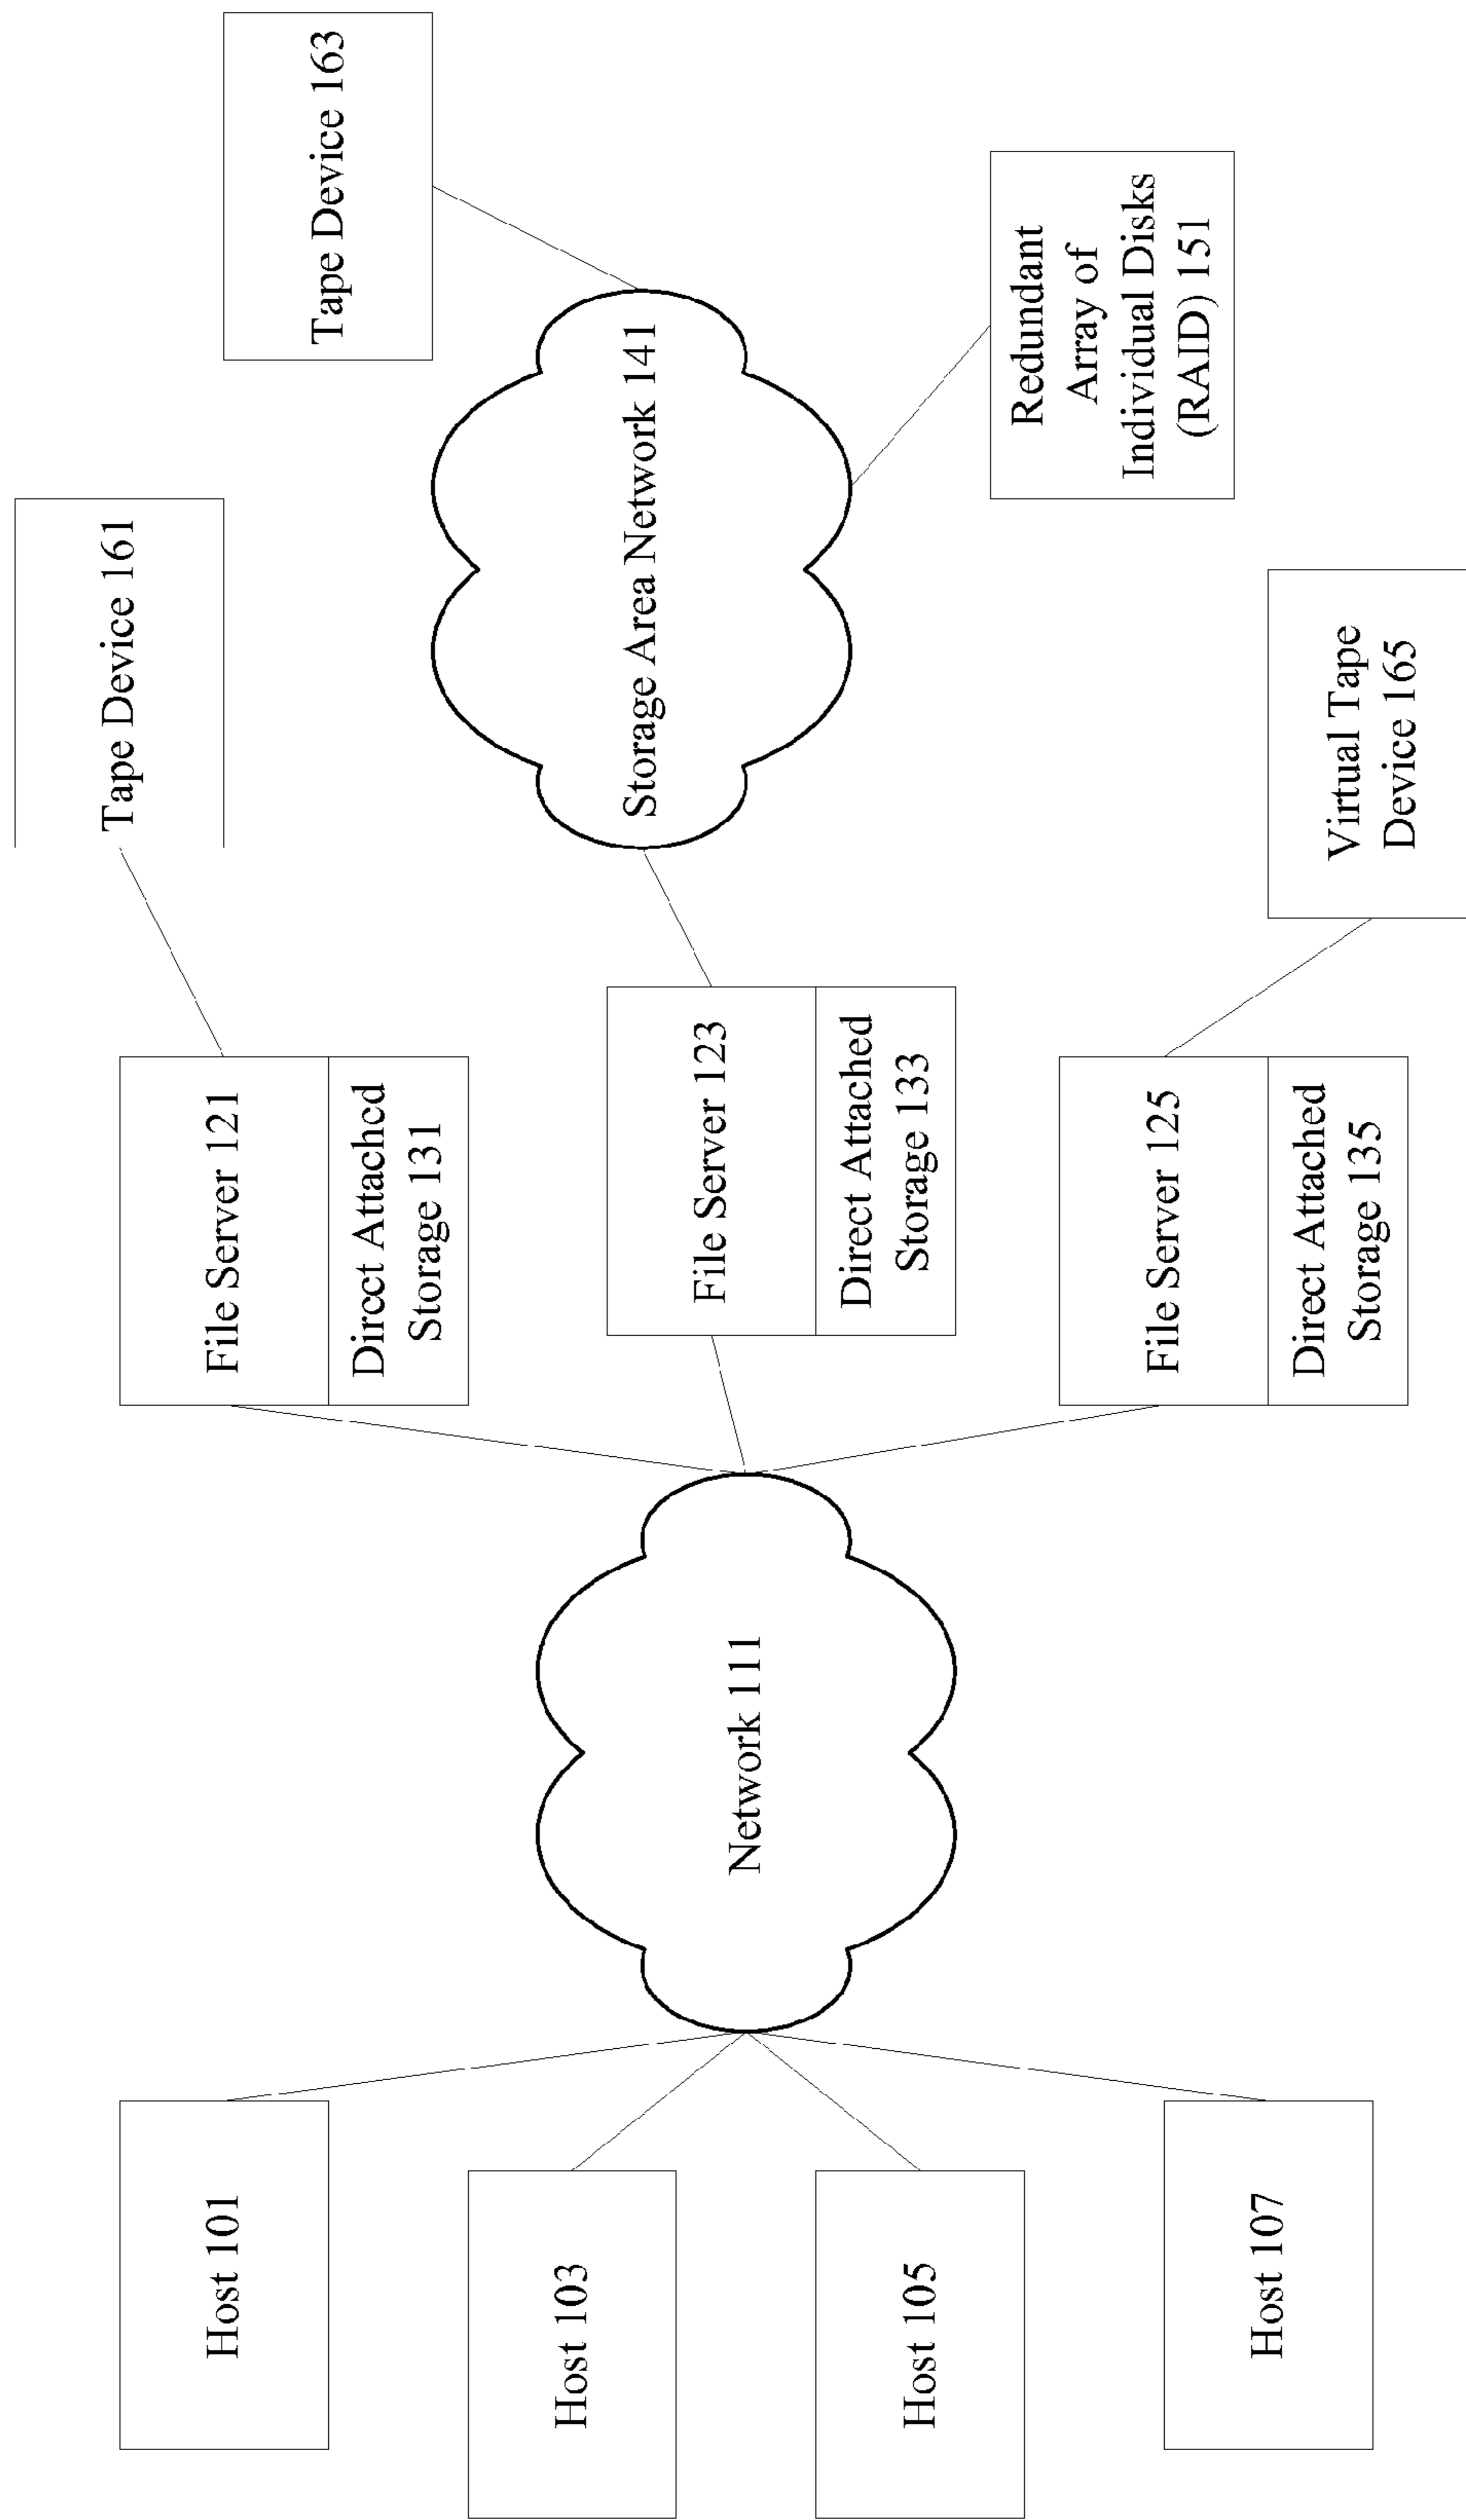 Host 101
Host 103
Host 105
Host 107
Network 111
File Server 121
Direct Attached
Storage 131
File Server 123
Direct Attached
Storage 133
File Server 125
Direct Attached
Storage 135
Tape Device 161
Storage Area Network 141
Virtual Tape
Device 165
Tape Device 163
Redundant
Array of
Individual Disks
(RAID) 151